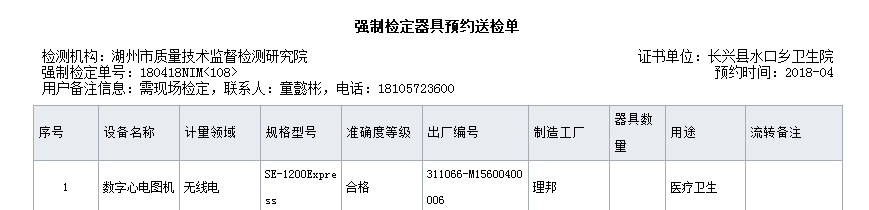 强制检定器具预约送检单
检测机构：湖州市质量技术监督检测研究院 证书单位：长兴县水口乡卫生院
强制检定单号：180418NIM<108> 预约时间：2018-04
用户备注信息：需现场检定，联系人：童懿彬，电话：18105723600
序号 设备名称 计量领域 规格型号 准确度等级 出厂编号 制造工厂 器具数量 用途 流转备注
1 数字心电图机 无线电 SE-1200Express 合格 311066-M15600400006 理邦 医疗卫生